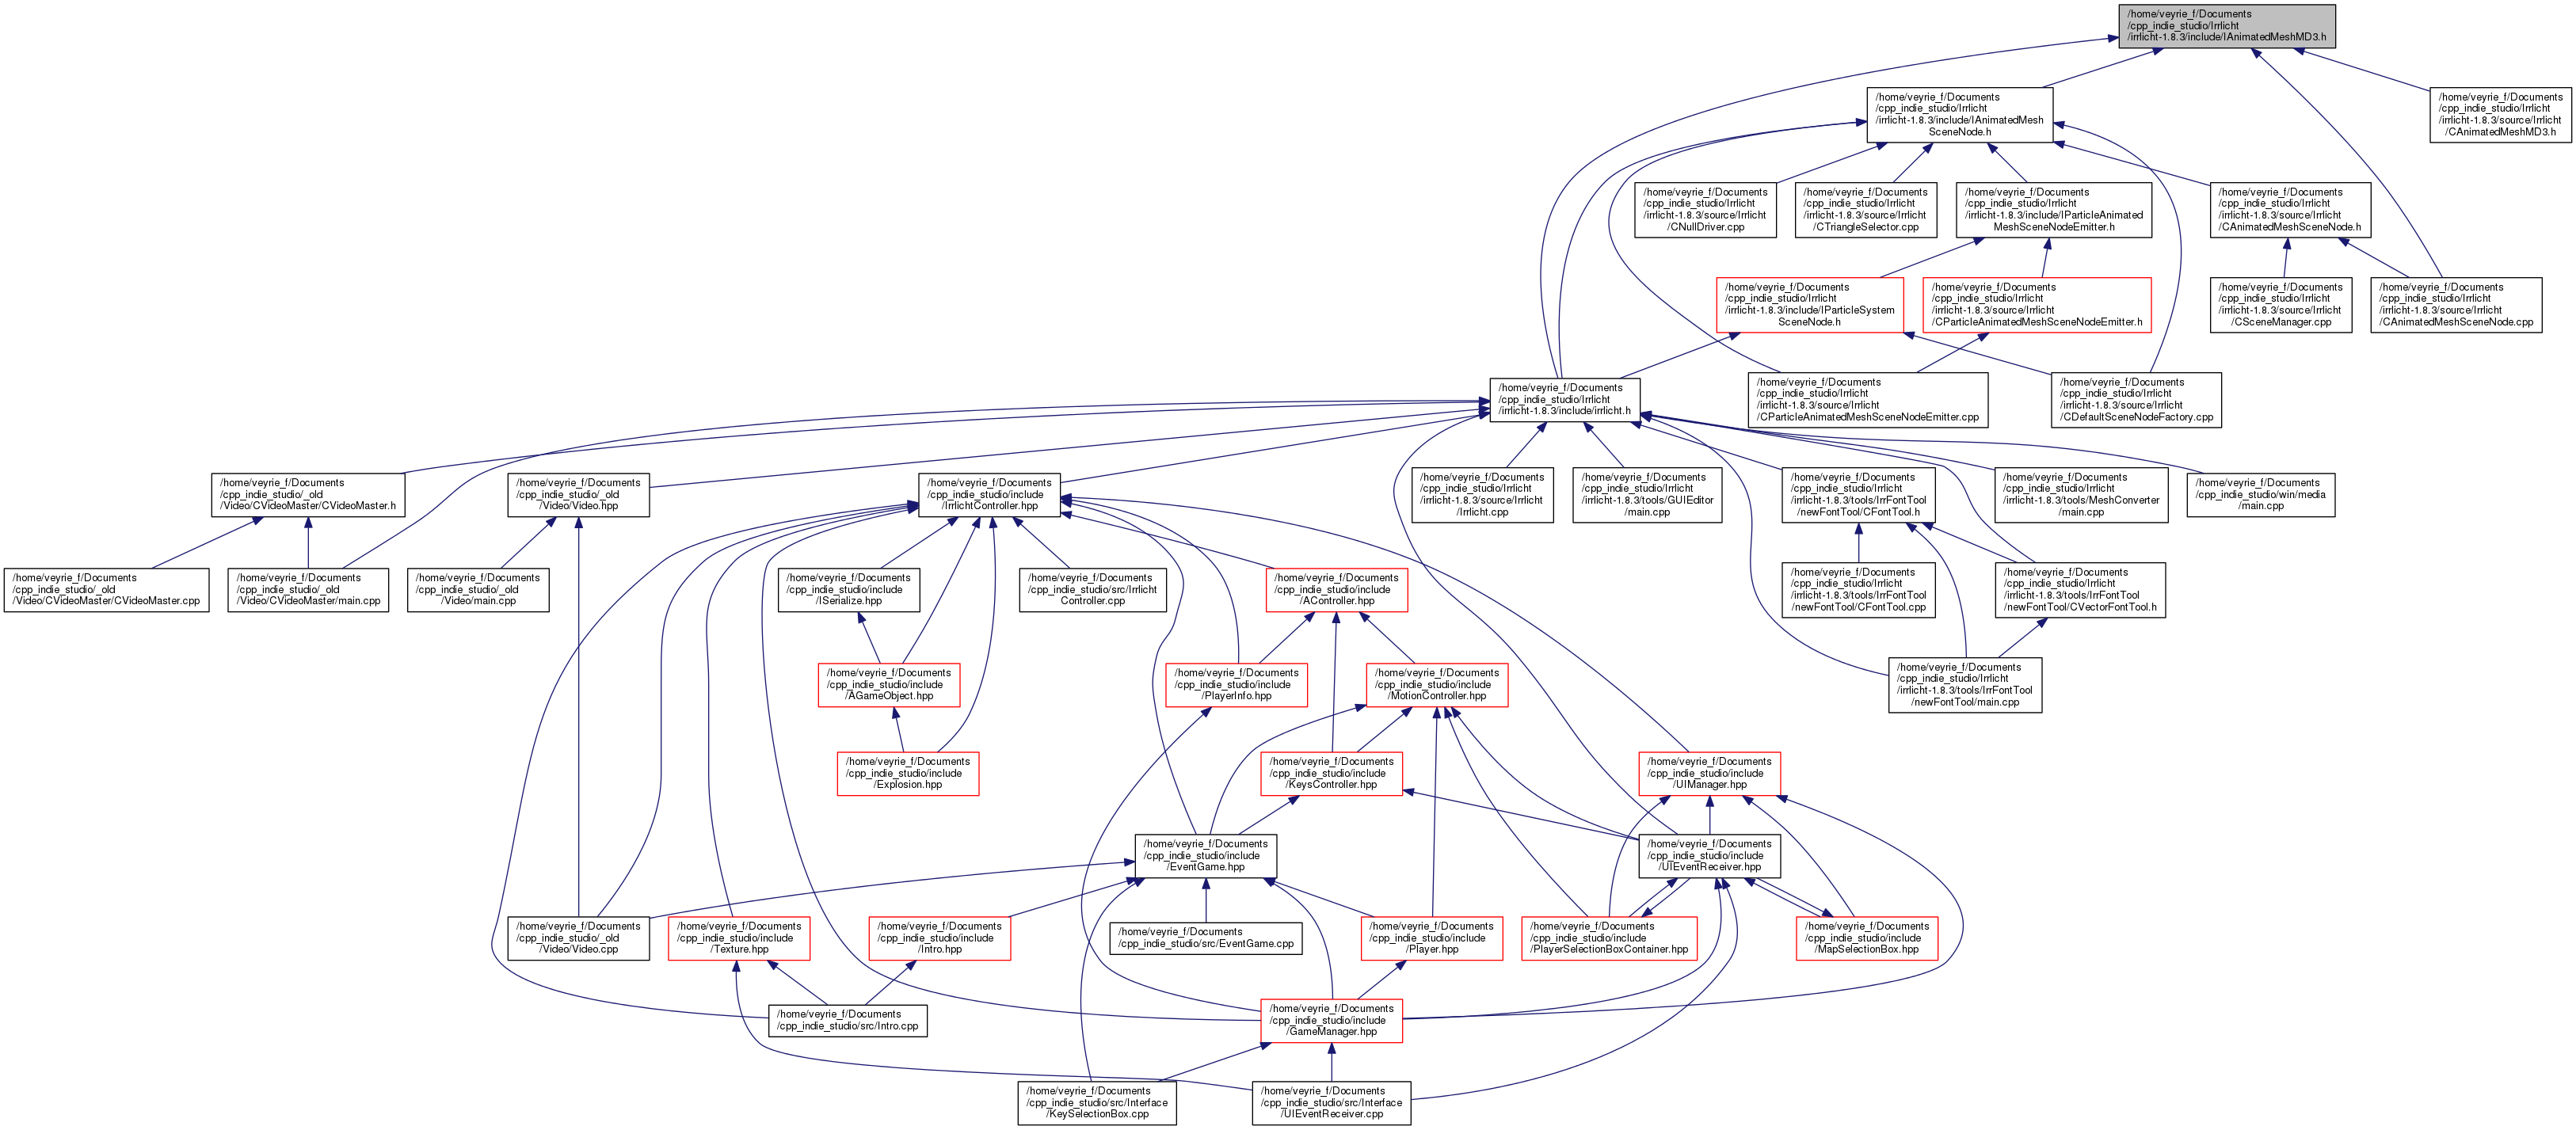 /home/veyrie_f/Documents
/cpp_indie_studio/Irrlicht
/irrlicht-1.8.3/include/IAnimatedMeshMD3.h
/home/veyrie_f/Documents
/cpp_indie_studio/Irrlicht
/irrlicht-1.8.3/include/IAnimatedMesh
SceneNode.h
/home/veyrie_f/Documents
/cpp_indie_studio/Irrlicht
/irrlicht-1.8.3/source/Irrlicht
/CAnimatedMeshMD3.h
/home/veyrie_f/Documents
/cpp_indie_studio/Irrlicht
/irrlicht-1.8.3/source/Irrlicht
/CNullDriver.cpp
/home/veyrie_f/Documents
/cpp_indie_studio/Irrlicht
/irrlicht-1.8.3/source/Irrlicht
/CTriangleSelector.cpp
/home/veyrie_f/Documents
/cpp_indie_studio/Irrlicht
/irrlicht-1.8.3/include/IParticleAnimated
MeshSceneNodeEmitter.h
/home/veyrie_f/Documents
/cpp_indie_studio/Irrlicht
/irrlicht-1.8.3/source/Irrlicht
/CAnimatedMeshSceneNode.h
/home/veyrie_f/Documents
/cpp_indie_studio/Irrlicht
/irrlicht-1.8.3/include/IParticleSystem
SceneNode.h
/home/veyrie_f/Documents
/cpp_indie_studio/Irrlicht
/irrlicht-1.8.3/source/Irrlicht
/CParticleAnimatedMeshSceneNodeEmitter.h
/home/veyrie_f/Documents
/cpp_indie_studio/Irrlicht
/irrlicht-1.8.3/source/Irrlicht
/CSceneManager.cpp
/home/veyrie_f/Documents
/cpp_indie_studio/Irrlicht
/irrlicht-1.8.3/source/Irrlicht
/CAnimatedMeshSceneNode.cpp
/home/veyrie_f/Documents
/cpp_indie_studio/Irrlicht
/irrlicht-1.8.3/include/irrlicht.h
/home/veyrie_f/Documents
/cpp_indie_studio/Irrlicht
/irrlicht-1.8.3/source/Irrlicht
/CParticleAnimatedMeshSceneNodeEmitter.cpp
/home/veyrie_f/Documents
/cpp_indie_studio/Irrlicht
/irrlicht-1.8.3/source/Irrlicht
/CDefaultSceneNodeFactory.cpp
/home/veyrie_f/Documents
/cpp_indie_studio/_old
/Video/CVideoMaster/CVideoMaster.h
/home/veyrie_f/Documents
/cpp_indie_studio/_old
/Video/Video.hpp
/home/veyrie_f/Documents
/cpp_indie_studio/include
/IrrlichtController.hpp
/home/veyrie_f/Documents
/cpp_indie_studio/Irrlicht
/irrlicht-1.8.3/source/Irrlicht
/Irrlicht.cpp
/home/veyrie_f/Documents
/cpp_indie_studio/Irrlicht
/irrlicht-1.8.3/tools/GUIEditor
/main.cpp
/home/veyrie_f/Documents
/cpp_indie_studio/Irrlicht
/irrlicht-1.8.3/tools/IrrFontTool
/newFontTool/CFontTool.h
/home/veyrie_f/Documents
/cpp_indie_studio/Irrlicht
/irrlicht-1.8.3/tools/MeshConverter
/main.cpp
/home/veyrie_f/Documents
/cpp_indie_studio/win/media
/main.cpp
/home/veyrie_f/Documents
/cpp_indie_studio/_old
/Video/CVideoMaster/CVideoMaster.cpp
/home/veyrie_f/Documents
/cpp_indie_studio/_old
/Video/CVideoMaster/main.cpp
/home/veyrie_f/Documents
/cpp_indie_studio/_old
/Video/main.cpp
/home/veyrie_f/Documents
/cpp_indie_studio/include
/ISerialize.hpp
/home/veyrie_f/Documents
/cpp_indie_studio/src/Irrlicht
Controller.cpp
/home/veyrie_f/Documents
/cpp_indie_studio/include
/AController.hpp
/home/veyrie_f/Documents
/cpp_indie_studio/Irrlicht
/irrlicht-1.8.3/tools/IrrFontTool
/newFontTool/CFontTool.cpp
/home/veyrie_f/Documents
/cpp_indie_studio/Irrlicht
/irrlicht-1.8.3/tools/IrrFontTool
/newFontTool/CVectorFontTool.h
/home/veyrie_f/Documents
/cpp_indie_studio/include
/AGameObject.hpp
/home/veyrie_f/Documents
/cpp_indie_studio/include
/PlayerInfo.hpp
/home/veyrie_f/Documents
/cpp_indie_studio/include
/MotionController.hpp
/home/veyrie_f/Documents
/cpp_indie_studio/Irrlicht
/irrlicht-1.8.3/tools/IrrFontTool
/newFontTool/main.cpp
/home/veyrie_f/Documents
/cpp_indie_studio/include
/Explosion.hpp
/home/veyrie_f/Documents
/cpp_indie_studio/include
/KeysController.hpp
/home/veyrie_f/Documents
/cpp_indie_studio/include
/UIManager.hpp
/home/veyrie_f/Documents
/cpp_indie_studio/include
/EventGame.hpp
/home/veyrie_f/Documents
/cpp_indie_studio/include
/UIEventReceiver.hpp
/home/veyrie_f/Documents
/cpp_indie_studio/_old
/Video/Video.cpp
/home/veyrie_f/Documents
/cpp_indie_studio/include
/Texture.hpp
/home/veyrie_f/Documents
/cpp_indie_studio/include
/Intro.hpp
/home/veyrie_f/Documents
/cpp_indie_studio/src/EventGame.cpp
/home/veyrie_f/Documents
/cpp_indie_studio/include
/Player.hpp
/home/veyrie_f/Documents
/cpp_indie_studio/include
/PlayerSelectionBoxContainer.hpp
/home/veyrie_f/Documents
/cpp_indie_studio/include
/MapSelectionBox.hpp
/home/veyrie_f/Documents
/cpp_indie_studio/src/Intro.cpp
/home/veyrie_f/Documents
/cpp_indie_studio/include
/GameManager.hpp
/home/veyrie_f/Documents
/cpp_indie_studio/src/Interface
/KeySelectionBox.cpp
/home/veyrie_f/Documents
/cpp_indie_studio/src/Interface
/UIEventReceiver.cpp